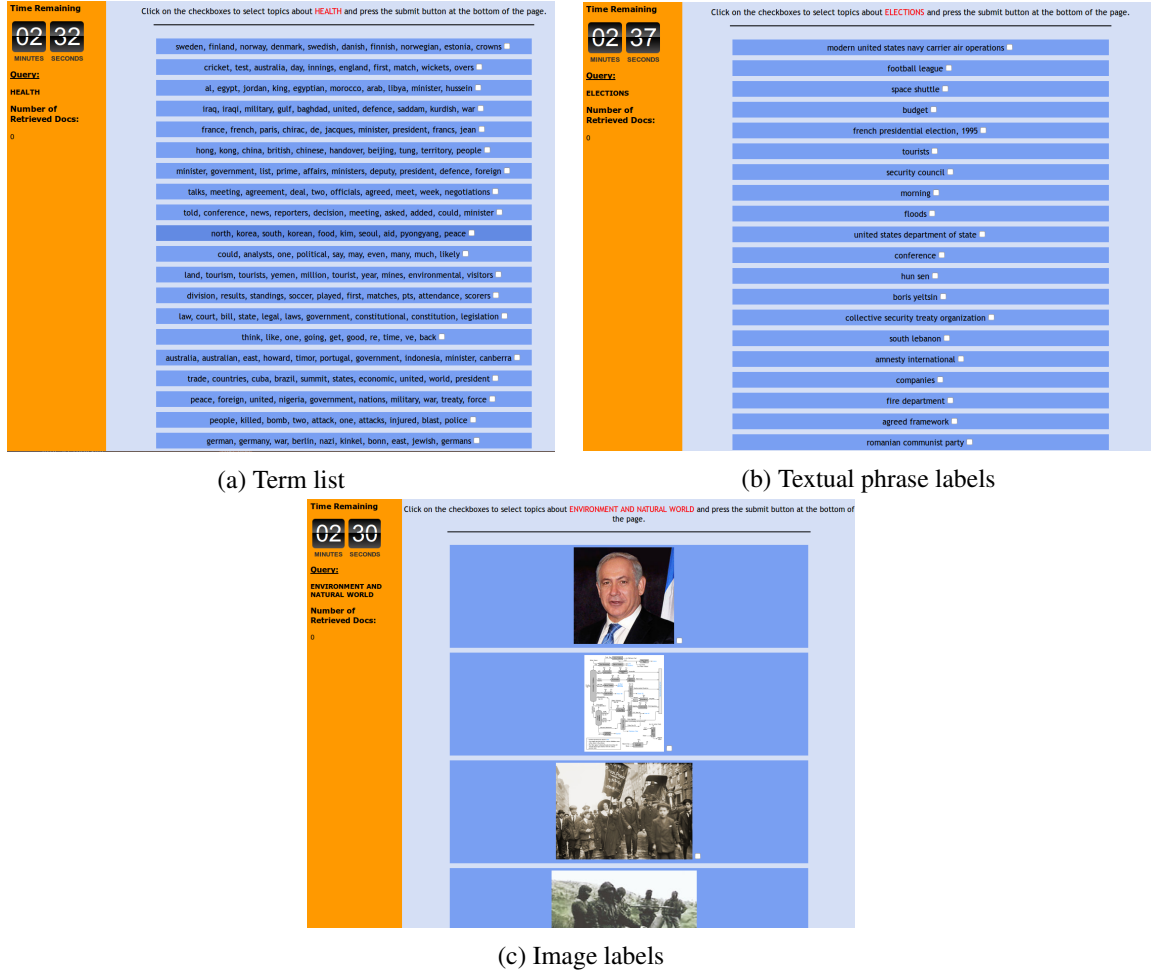 Time Remaining
02 32
MINUTES SECONDS
Query:
HEALTH
Number of
Retrieved Docs:
0
Click on the checkboxes to select topics about HEALTH and press the submit button at the bottom of the page.
sweden, finland, norway, denmark, swedish, danish, finnish, norwegian, estonia, crowns
cricket, test, australia, day, innings, england, first, match, wickets, overs
al, egypt, jordan, king, egyptian, morocco, arab, libya, minister, hussein
iraq, iraqi, military, gulf, baghdad, united, defence, saddam, kurdish, war
france, french, paris, chirac, de, jacques, minister, president, francs, jean
hong, kong, china, british, chinese, handover, beijing, tung, territory, people
minister, government, list, prime, affairs, ministers, deputy, president, defence, foreign
talks, meeting, agreement, deal, two, officials, agreed, meet, week, negotiations
told, conference, news, reporters, decision, meeting, asked, added, could, minister
north, korea, south, korean, food, kim, seoul, aid, pyongyang, peace
could, analysts, one, political, say, may, even, many, much, likely
land, tourism, tourists, yemen, million, tourist, year, mines, environmental, visitors
division, results, standings, soccer, played, first, matches, pts, attendance, scorers
law, court, bill, state, legal, laws, government, constitutional, constitution, legislation
think, like, one, going, get, good, re, time, ve, back
australia, australian, east, howard, timor, portugal, government, indonesia, minister, canberra
trade, countries, cuba, brazil, summit, states, economic, united, world, president
peace, foreign, united, nigeria, government, nations, military, war, treaty, force
people, killed, bomb, two, attack, one, attacks, injured, blast, police
german, germany, war, berlin, nazi, kinkel, bonn, east, jewish, germans
(a) Term list
Time Remaining
02 37
MINUTES SECONDS
Query:
ELECTIONS
Number of
Retrieved Docs:
0
Click on the checkboxes to select topics about ELECTIONS and press the submit button at the bottom of the page.
modern united states navy carrier air operations
football league
space shuttle
budget
french presidential election, 1995
tourists
security council
morning
floods
united states department of state
conference
hun sen
boris yeltsin
collective security treaty organization
south lebanon
amnesty international
companies
fire department
agreed framework
romanian communist party
(b) Textual phrase labels
Time Remaining
02 30
MINUTES SECONDS
Query:
ENVIRONMENT AND
NATURAL WORLD
Number of
Retrieved Docs:
0
Click on the checkboxes to select topics about ENVIRONMENT AND NATURAL WORLD and press the submit button at the bottom of
the page.
(c) Image labels